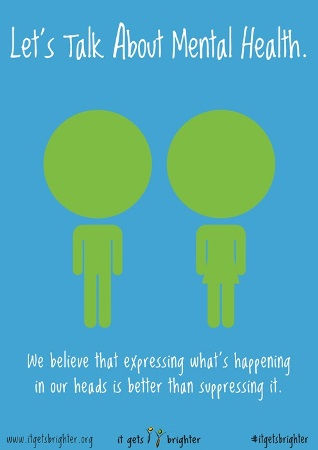 Let's Talk About Mental Health.
We believe that expressing what's happening
in our heads is better than suppressing it.
www.itgetsbrighter.org it gets brighter #itgetsbrighter